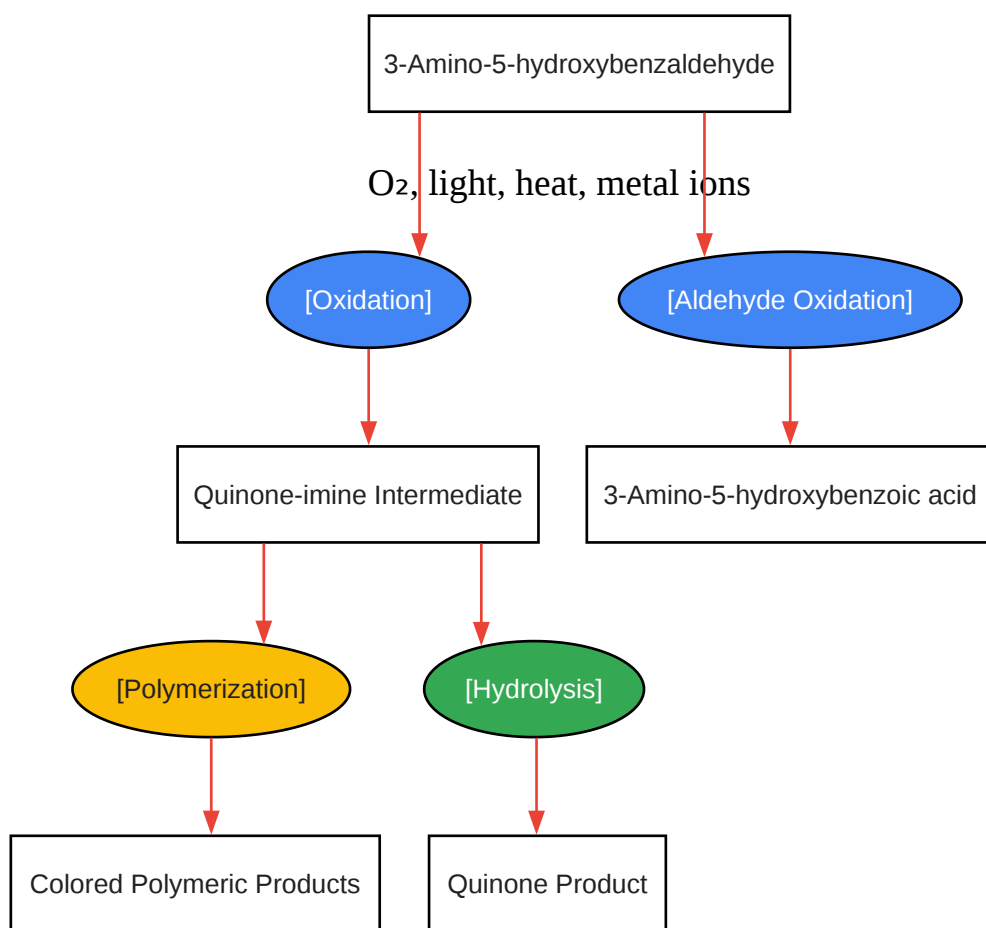 3-Amino-5-hydroxybenzaldehyde
O₂, light, heat, metal ions
[Oxidation]
[Aldehyde Oxidation]
Quinone-imine Intermediate
3-Amino-5-hydroxybenzoic acid
[Polymerization]
[Hydrolysis]
Colored Polymeric Products
Quinone Product